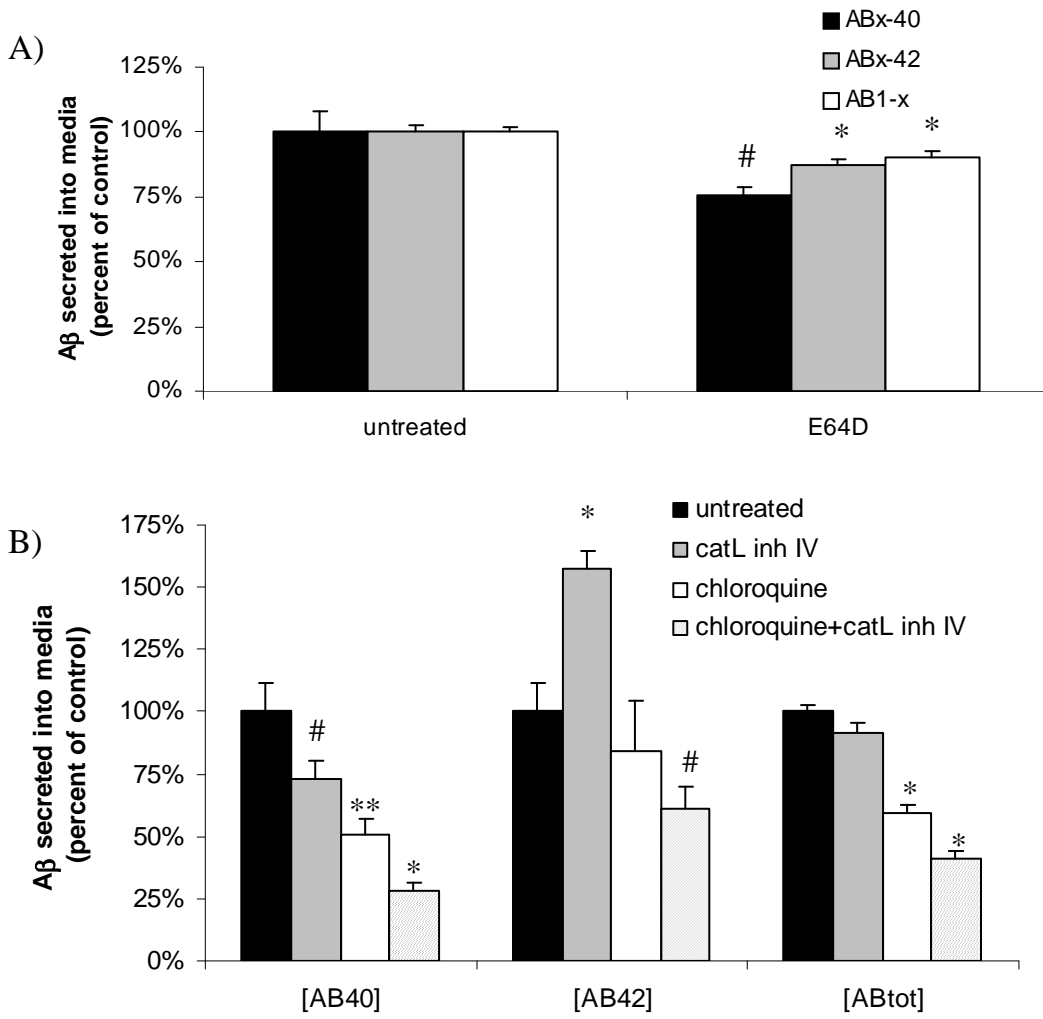 A)
ABx-40
ABx-42
AB1-x
Aβ secreted into media
(percent of control)
125%
100%
75%
50%
25%
0%
#
*
*
untreated
E64D
B)
untreated
catL inh IV
chloroquine
chloroquine+catL inh IV
Aβ secreted into media
(percent of control)
175%
150%
125%
100%
75%
50%
25%
0%
#
**
*
*
#
*
*
[AB40]
[AB42]
[ABtot]